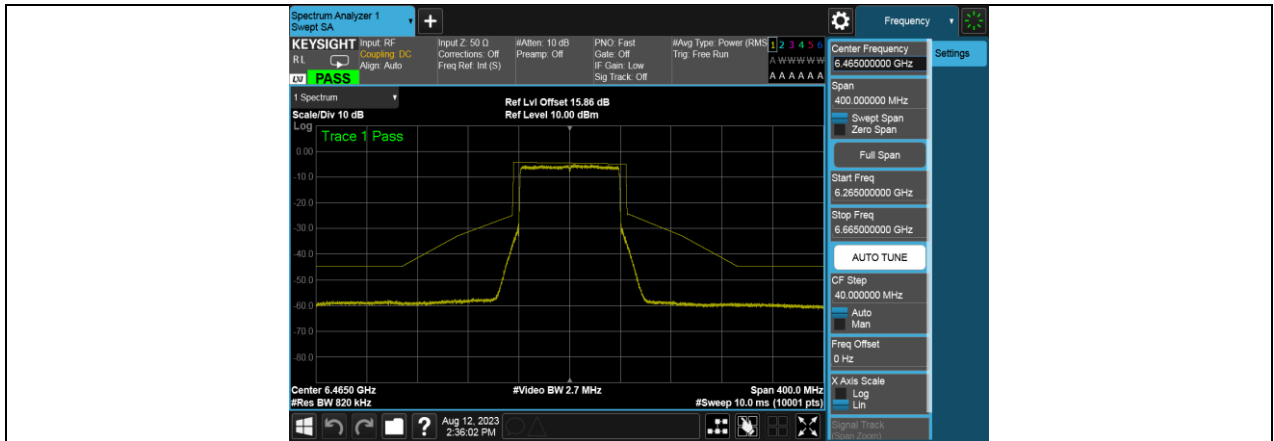 Spectrum Analyzer 1
Swept SA
Frequency
KEYSIGHT Input: RF Input Z: 50 Ω #Atten: 10 dB PNO: Fast #Avg Type: Power (RMS 1 2 3 4 5 6
RL Coupling: DC Corrections: Off Preamp: Off Gate: Off Trig: Free Run A W W W W W
Align: Auto Freq Ref: Int (S) IF Gain: Low
LXI PASS Sig Track: Off A A A A A A
1 Spectrum
Ref Lvl Offset 15.86 dB
Scale/Div 10 dB Ref Level 10.00 dBm
Log
Trace 1 Pass
0.00
-10.0
-20.0
-30.0
-40.0
-50.0
-60.0
-70.0
-80.0
Center 6.4650 GHz #Video BW 2.7 MHz Span 400.0 MHz
#Res BW 820 kHz #Sweep 10.0 ms (10001 pts)
Aug 12, 2023
2:36:02 PM
Center Frequency
6.465000000 GHz
Settings
Span
400.000000 MHz
Swept Span
Zero Span
Full Span
Start Freq
6.265000000 GHz
Stop Freq
6.665000000 GHz
AUTO TUNE
CF Step
40.000000 MHz
Auto
Man
Freq Offset
0 Hz
X Axis Scale
Log
Lin
Signal Track
(Span Zoom)